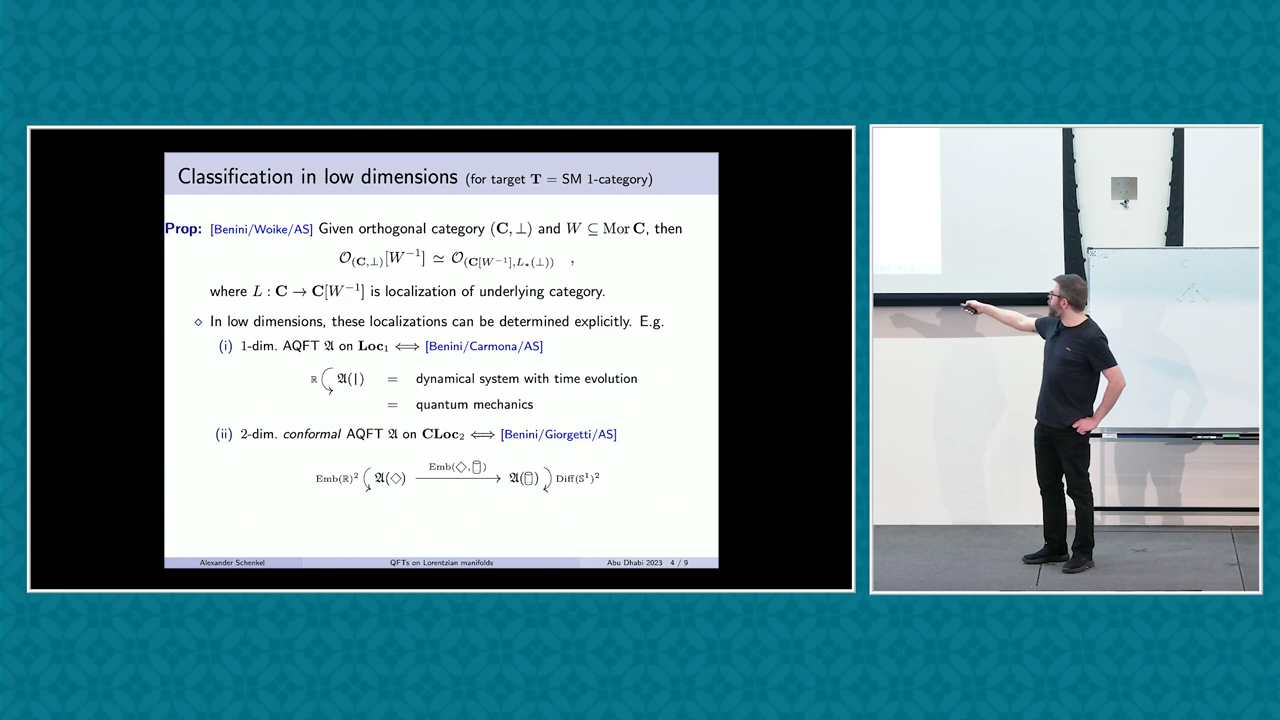 Classification in low dimensions (for target T = SM 1-category)
Prop: [Benini/Woike/AS] Given orthogonal category (C, ⊥) and W ⊆ Mor C, then
𝒪_(C,⊥)[W⁻¹] ≃ 𝒪_(C[W⁻¹],L_*(⊥)) ,
where L : C → C[W⁻¹] is localization of underlying category.
⋄ In low dimensions, these localizations can be determined explicitly. E.g.
(i) 1-dim. AQFT 𝔄 on Loc₁ ⟺ [Benini/Carmona/AS]
ℝ 𝔄(|) = dynamical system with time evolution
= quantum mechanics
(ii) 2-dim. conformal AQFT 𝔄 on CLoc₂ ⟺ [Benini/Giorgetti/AS]
Emb(◇,⌭)
Emb(ℝ)² 𝔄(◇) ⟶ 𝔄(⌭) Diff(𝕊¹)²
Alexander Schenkel QFTs on Lorentzian manifolds Abu Dhabi 2023 4 / 9